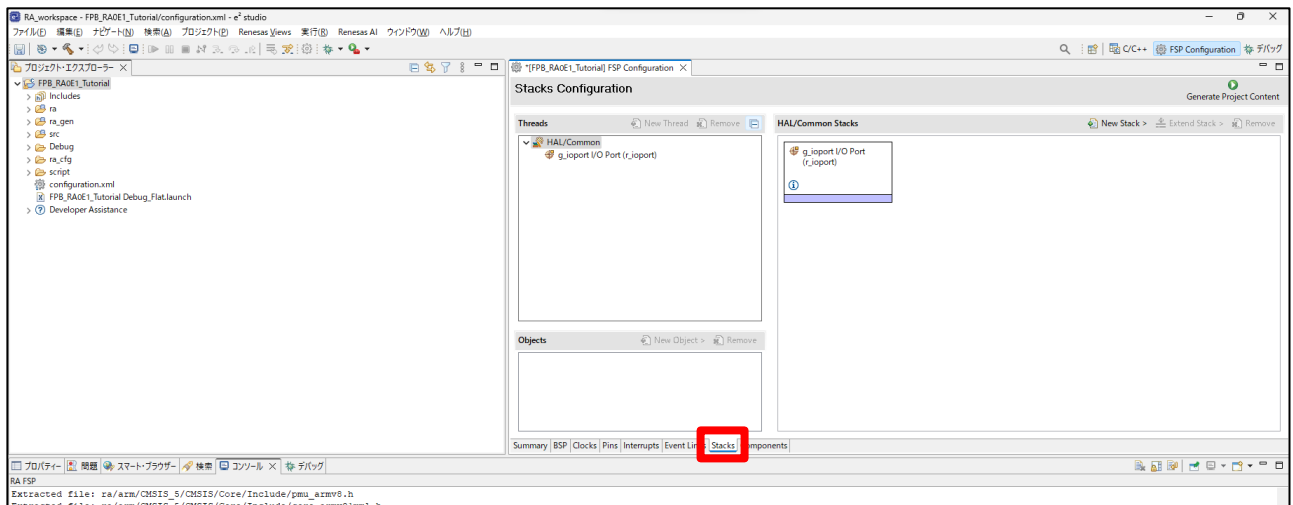 RA_workspace - FPB_RA0E1_Tutorial/configuration.xml - e² studio
ファイル(F) 編集(E) ナビゲート(N) 検索(A) プロジェクト(P) Renesas Views 実行(R) Renesas AI ウィンドウ(W) ヘルプ(H)
C/C++ FSP Configuration デバッグ
プロジェクト・エクスプローラー
FPB_RA0E1_Tutorial
Includes
ra
ra_gen
src
Debug
ra_cfg
script
configuration.xml
FPB_RA0E1_Tutorial Debug_Flat.launch
Developer Assistance
*[FPB_RA0E1_Tutorial] FSP Configuration
Stacks Configuration
Generate Project Content
Threads New Thread Remove
HAL/Common
g_ioport I/O Port (r_ioport)
Objects New Object > Remove
HAL/Common Stacks New Stack > Extend Stack > Remove
g_ioport I/O Port
(r_ioport)
Summary BSP Clocks Pins Interrupts Event Stacks
プロパティー 問題 スマート・ブラウザー 検索 コンソール デバッグ
RA FSP
Extracted file: ra/arm/CMSIS_5/CMSIS/Core/Include/pmu_armv8.h